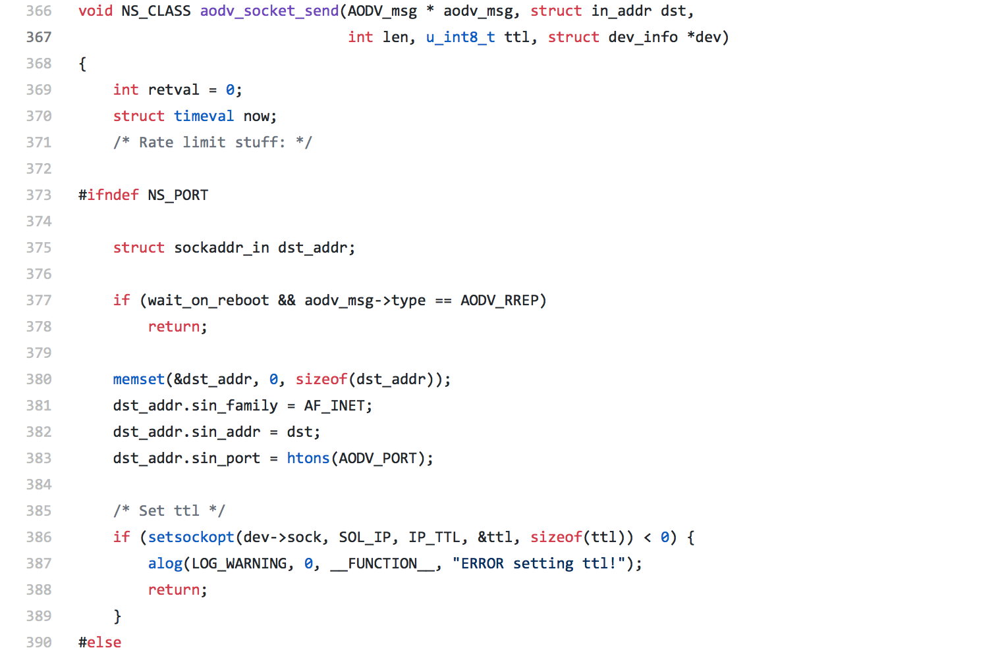 366 void NS_CLASS aodv_socket_send(AODV_msg * aodv_msg, struct in_addr dst,
367                                int len, u_int8_t ttl, struct dev_info *dev)
368 {
369     int retval = 0;
370     struct timeval now;
371     /* Rate limit stuff: */
372
373 #ifndef NS_PORT
374
375     struct sockaddr_in dst_addr;
376
377     if (wait_on_reboot && aodv_msg->type == AODV_RREP)
378         return;
379
380     memset(&dst_addr, 0, sizeof(dst_addr));
381     dst_addr.sin_family = AF_INET;
382     dst_addr.sin_addr = dst;
383     dst_addr.sin_port = htons(AODV_PORT);
384
385     /* Set ttl */
386     if (setsockopt(dev->sock, SOL_IP, IP_TTL, &ttl, sizeof(ttl)) < 0) {
387         alog(LOG_WARNING, 0, __FUNCTION__, "ERROR setting ttl!");
388         return;
389     }
390 #else